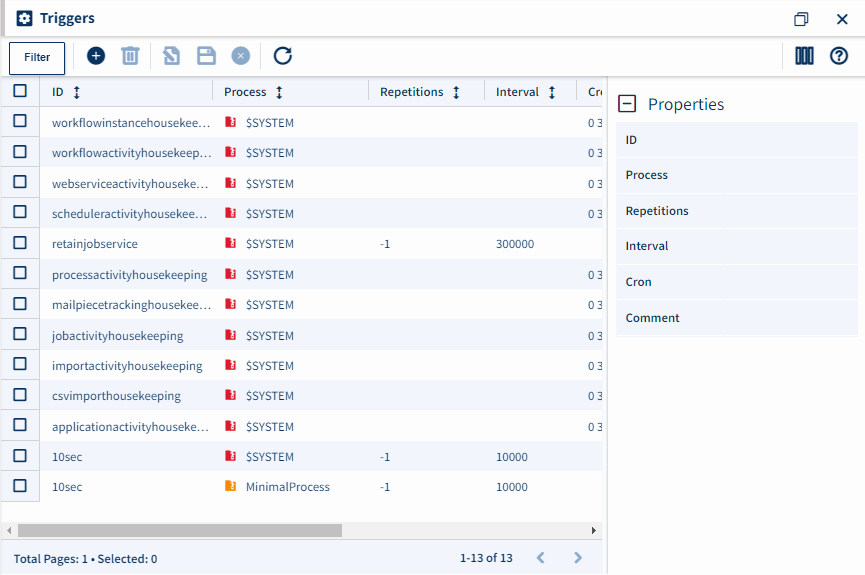 Triggers
Filter
ID Process Repetitions Interval Cr
workflowinstancehousekee... $SYSTEM 0 3
workflowactivityhousekeep... $SYSTEM 0 3
webserviceactivityhouseke... $SYSTEM 0 3
scheduleractivityhousekee... $SYSTEM 0 3
retainjobservice $SYSTEM -1 300000
processactivityhousekeeping $SYSTEM 0 3
mailpiecetrackinghousekee... $SYSTEM 0 3
jobactivityhousekeeping $SYSTEM 0 3
importactivityhousekeeping $SYSTEM 0 3
csvimporthousekeeping $SYSTEM 0 3
applicationactivityhouseke... $SYSTEM 0 3
10sec $SYSTEM -1 10000
10sec MinimalProcess -1 10000
Total Pages: 1 • Selected: 0
1-13 of 13
Properties
ID
Process
Repetitions
Interval
Cron
Comment